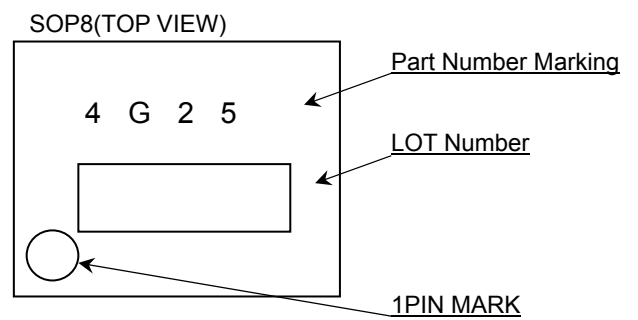 SOP8(TOP VIEW)
Part Number Marking
4 G 2 5
LOT Number
1PIN MARK